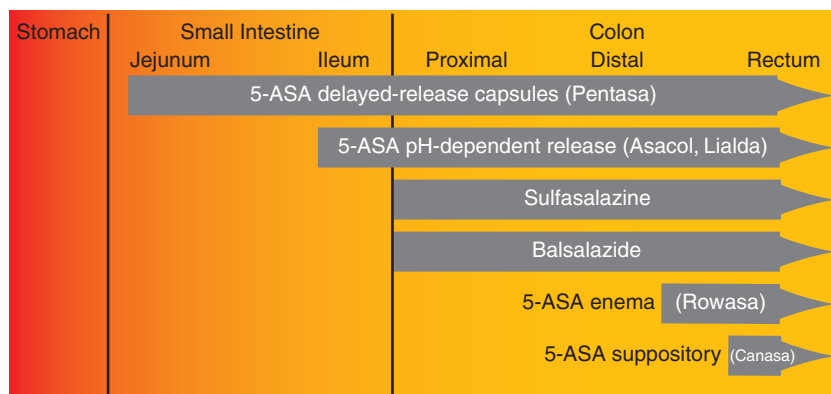 Stomach Small Intestine Colon
Jejunum Ileum Proximal Distal Rectum
5-ASA delayed-release capsules (Pentasa)
5-ASA pH-dependent release (Asacol, Lialda)
Sulfasalazine
Balsalazide
5-ASA enema (Rowasa)
5-ASA suppository (Canasa)